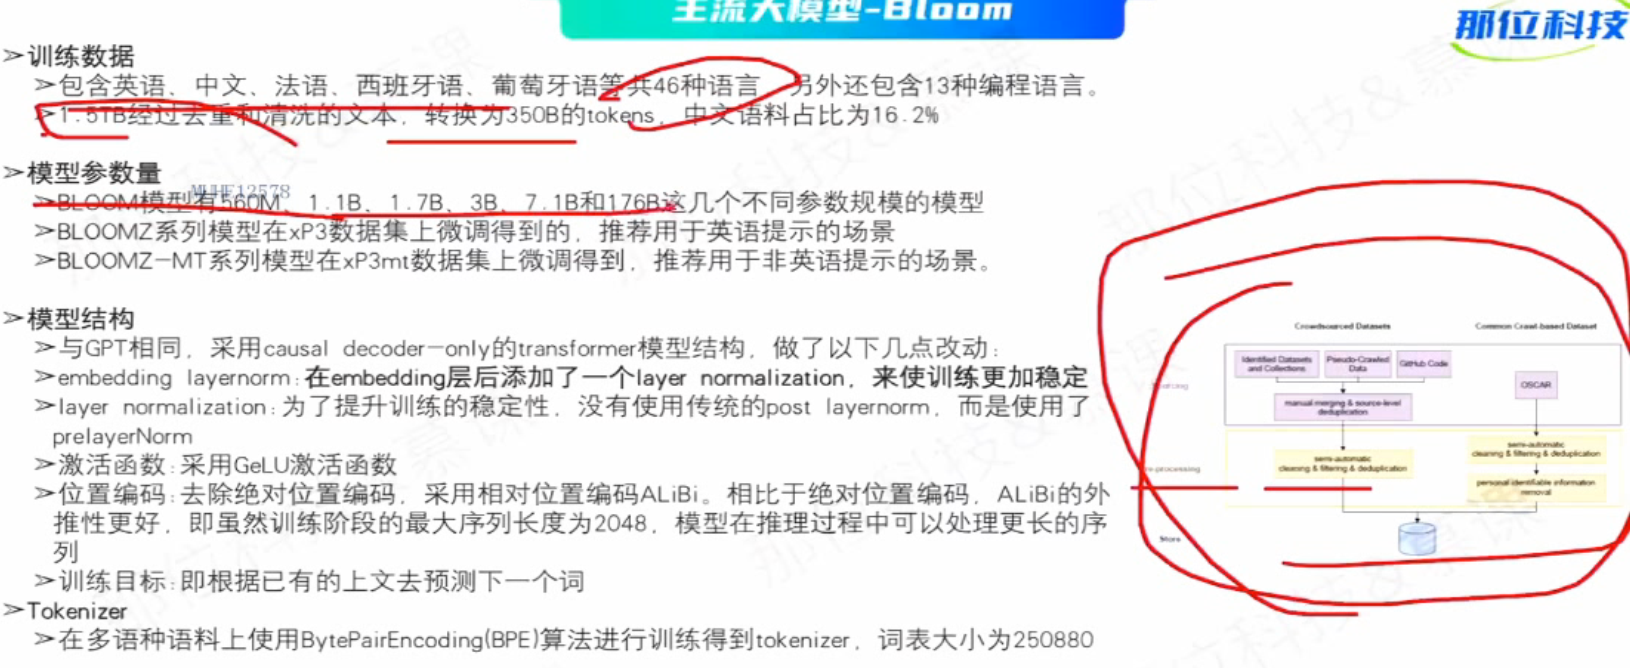 主流大模型-Bloom
那位科技
➢训练数据
➢包含英语、中文、法语、西班牙语、葡萄牙语等共46种语言，另外还包含13种编程语言。
➢1.5TB经过去重和清洗的文本，转换为350B的tokens，中文语料占比为16.2%
➢模型参数量
MUHE12578
➢BLOOM模型有560M、1.1B、1.7B、3B、7.1B和176B这几个不同参数规模的模型
➢BLOOMZ系列模型在xP3数据集上微调得到的，推荐用于英语提示的场景
➢BLOOMZ-MT系列模型在xP3mt数据集上微调得到，推荐用于非英语提示的场景。
➢模型结构
➢与GPT相同，采用causal decoder-only的transformer模型结构，做了以下几点改动：
➢embedding layernorm:在embedding层后添加了一个layer normalization，来使训练更加稳定
➢layer normalization:为了提升训练的稳定性，没有使用传统的post layernorm，而是使用了
prelayerNorm
➢激活函数:采用GeLU激活函数
➢位置编码:去除绝对位置编码，采用相对位置编码ALiBi。相比于绝对位置编码，ALiBi的外
推性更好，即虽然训练阶段的最大序列长度为2048，模型在推理过程中可以处理更长的序
列
➢训练目标:即根据已有的上文去预测下一个词
➢Tokenizer
➢在多语种语料上使用BytePairEncoding(BPE)算法进行训练得到tokenizer，词表大小为250880
Crowdsourced Datasets
Common Crawl-based Dataset
Identified Datasets
and Collections
Pseudo-Crawled
Data
GitHub Code
OSCAR
manual merging & source-level
deduplication
semi-automatic
cleaning & filtering & deduplication
semi-automatic
cleaning & filtering & deduplication
personal identifiable information
removal
Store